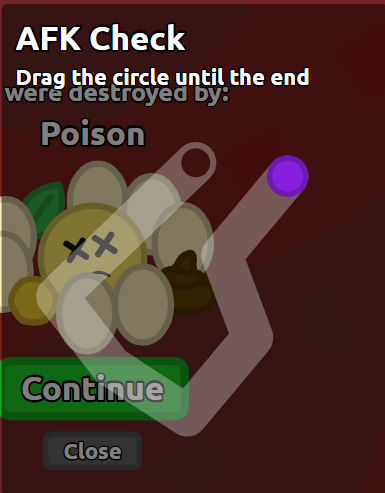 AFK Check
Drag the circle until the end
were destroyed by:
Poison
Continue
Close